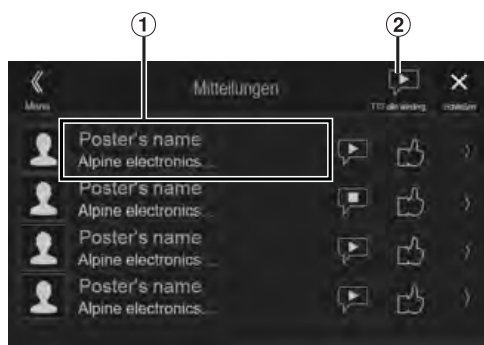 1
2
Menü
Mitteilungen
TTS alle wiederg.
Poster's name
Alpine electronics...
Poster's name
Alpine electronics...
Poster's name
Alpine electronics...
Poster's name
Alpine electronics...